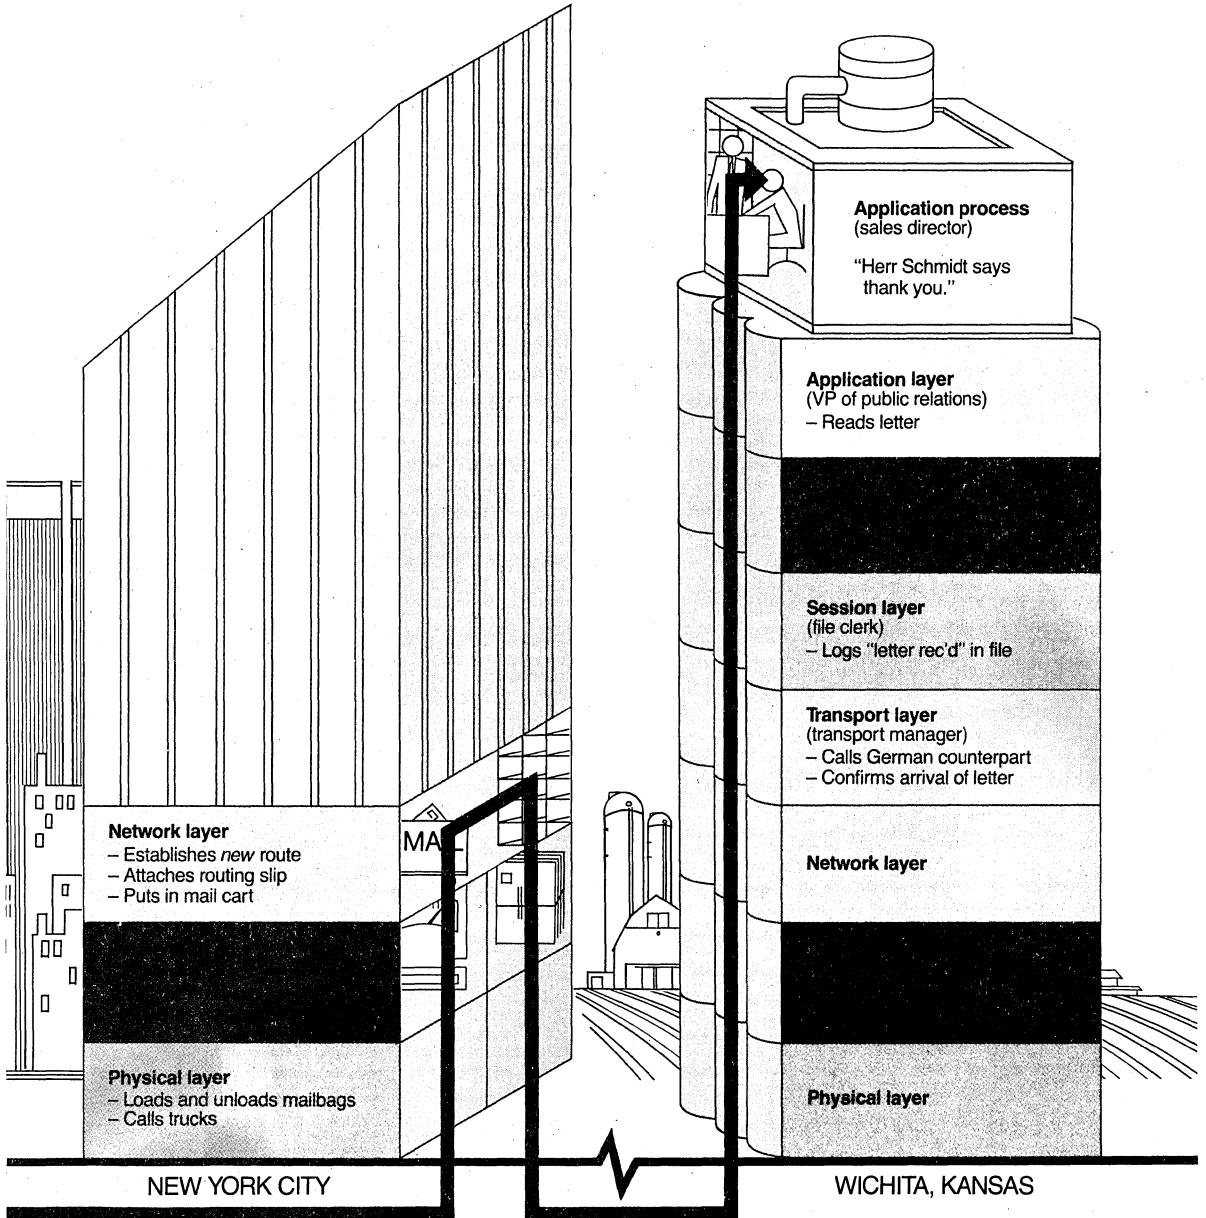 Application process
(sales director)
“Herr Schmidt says
thank you.”
Application layer
(VP of public relations)
– Reads letter
Session layer
(file clerk)
– Logs “letter rec’d” in file
Transport layer
(transport manager)
– Calls German counterpart
– Confirms arrival of letter
Network layer
Physical layer
WICHITA, KANSAS
MAIL
Network layer
– Establishes new route
– Attaches routing slip
– Puts in mail cart
Physical layer
– Loads and unloads mailbags
– Calls trucks
NEW YORK CITY